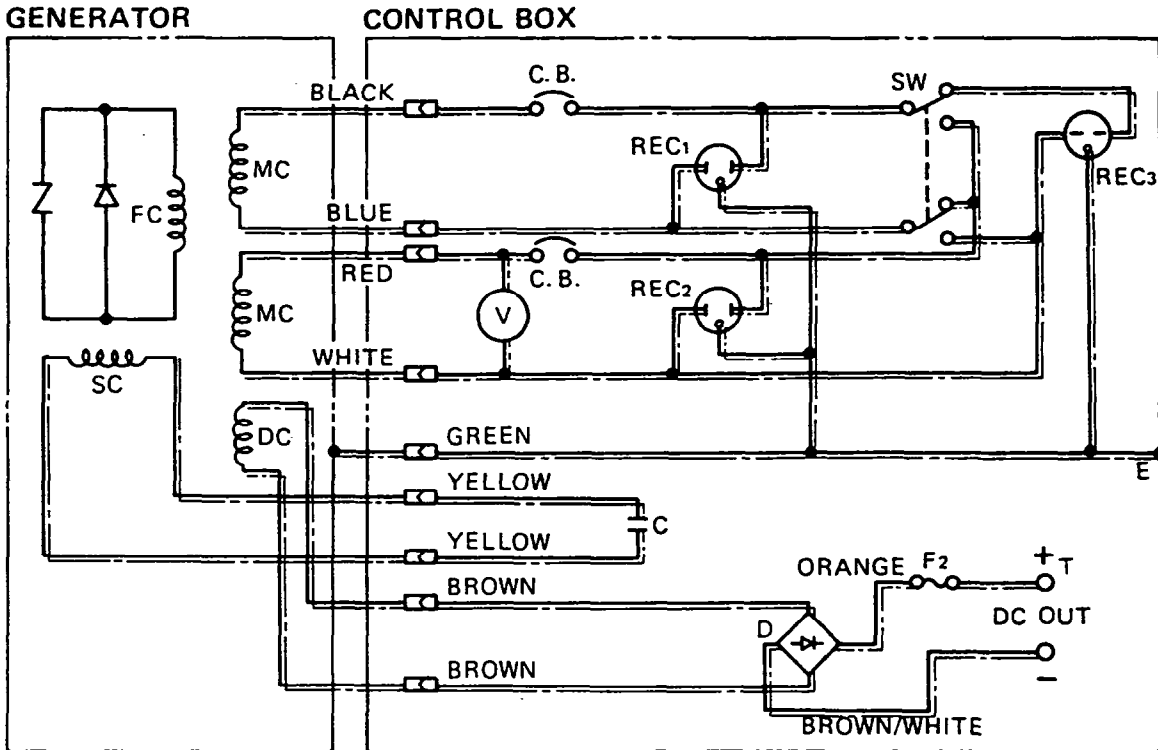 GENERATOR
CONTROL BOX
BLACK
C. B.
SW
REC1
REC3
MC
FC
BLUE
RED
C. B.
REC2
MC
V
WHITE
SC
DC
GREEN
E
YELLOW
C
YELLOW
ORANGE
F2
+
T
BROWN
D
DC OUT
BROWN
−
BROWN/WHITE